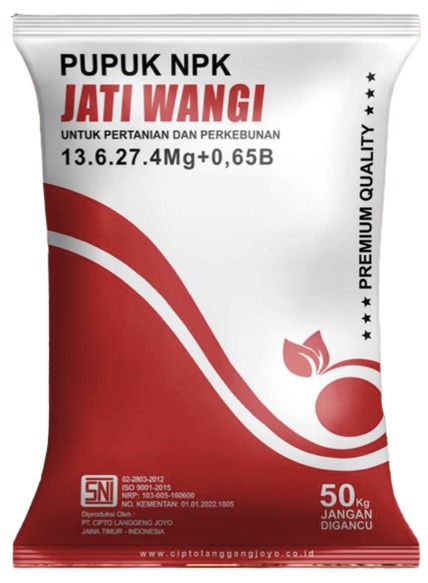 PUPUK NPK
JATI WANGI
UNTUK PERTANIAN DAN PERKEBUNAN
13.6.27.4Mg+0,65B
★ ★ ★ PREMIUM QUALITY ★ ★ ★
SNI
02-2803-2012
ISO 9001-2015
NRP: 103-005-160600
NO. KEMENTAN: 01.01.2022.1805
Diproduksi Oleh :
PT. CIPTO LANGGENG JOYO
JAWA TIMUR - INDONESIA
50Kg
JANGAN
DIGANCU
www.ciptolanggengjoyo.co.id